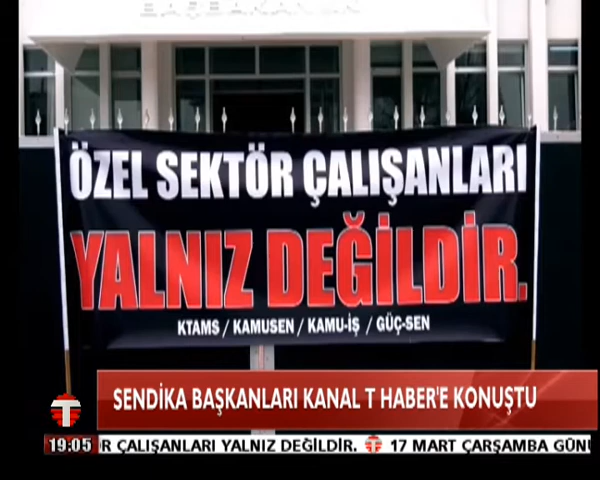 BAŞBAKANLIK
ÖZEL SEKTÖR ÇALIŞANLARI
YALNIZ DEĞİLDİR.
KTAMS / KAMUSEN / KAMU-İŞ / GÜÇ-SEN
SENDİKA BAŞKANLARI KANAL T HABER'E KONUŞTU
T
19:05 R ÇALIŞANLARI YALNIZ DEĞİLDİR. T 17 MART ÇARŞAMBA GÜNÜ